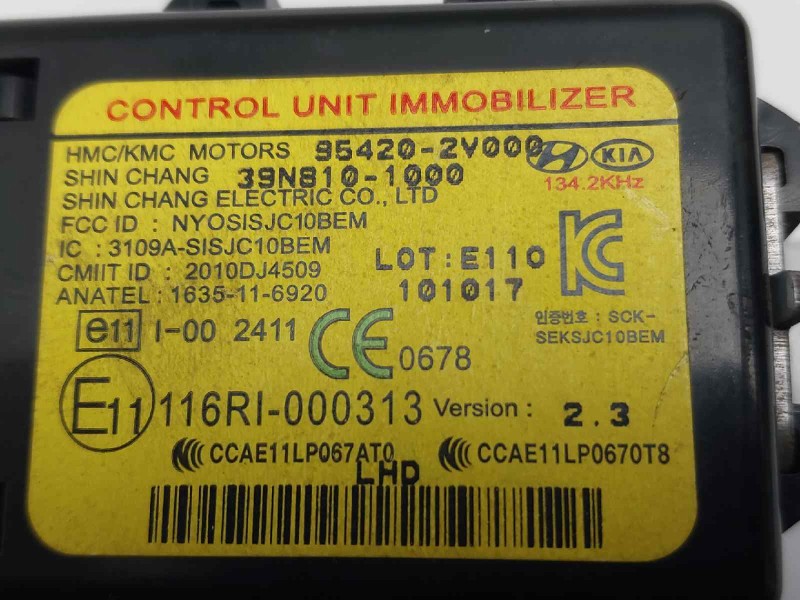 CONTROL UNIT IMMOBILIZER
HMC/KMC MOTORS 95420-2V000 KIA
SHIN CHANG 39N810-1000 134.2KHz
SHIN CHANG ELECTRIC CO., LTD
FCC ID : NYOSISJC10BEM
IC : 3109A-SISJC10BEM
CMIIT ID : 2010DJ4509 LOT:E110
ANATEL : 1635-11-6920 101017
e11 I-00 2411 CE 0678 인증번호 : SCK-
SEKSJC10BEM
E11 116RI-000313 Version : 2.3
CCAE11LP067AT0 CCAE11LP0670T8
LHD